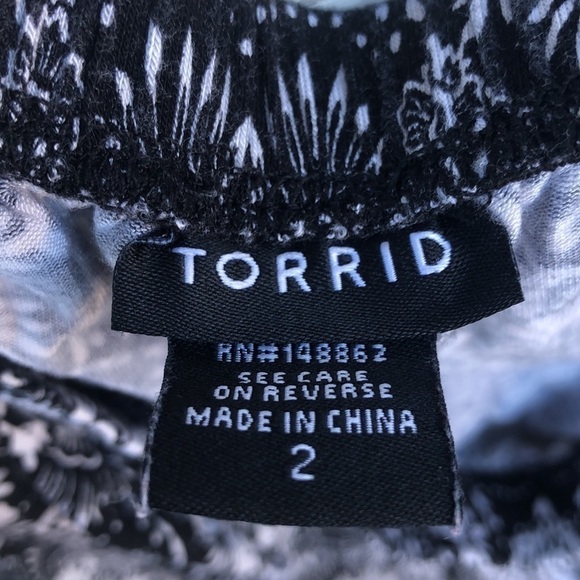 TORRID
RN#148862
SEE CARE
ON REVERSE
MADE IN CHINA
2